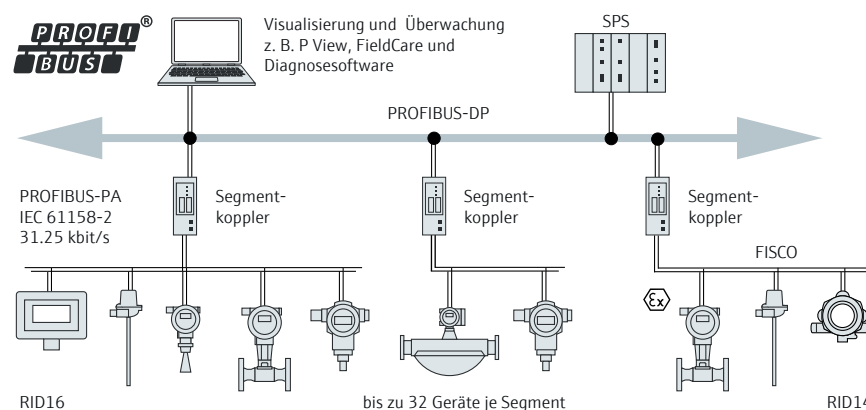 PROFI®
BUS
Visualisierung und Überwachung
z. B. P View, FieldCare und
Diagnosesoftware
SPS
PROFIBUS-DP
PROFIBUS-PA
IEC 61158-2
31.25 kbit/s
Segment-
koppler
Segment-
koppler
Segment-
koppler
FISCO
Ex
RID16
bis zu 32 Geräte je Segment
RID14